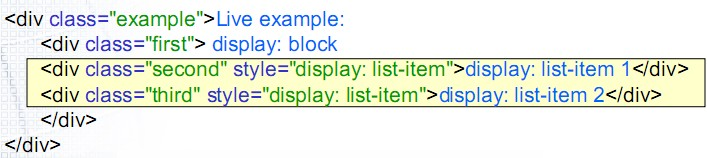 <div class="example">Live example:
<div class="first"> display: block
<div class="second" style="display: list-item">display: list-item 1</div>
<div class="third" style="display: list-item">display: list-item 2</div>
</div>
</div>